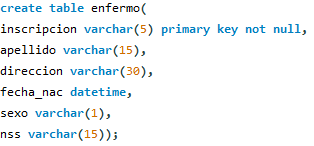 create table enfermo(
inscripcion varchar(5) primary key not null,
apellido varchar(15),
direccion varchar(30),
fecha_nac datetime,
sexo varchar(1),
nss varchar(15));